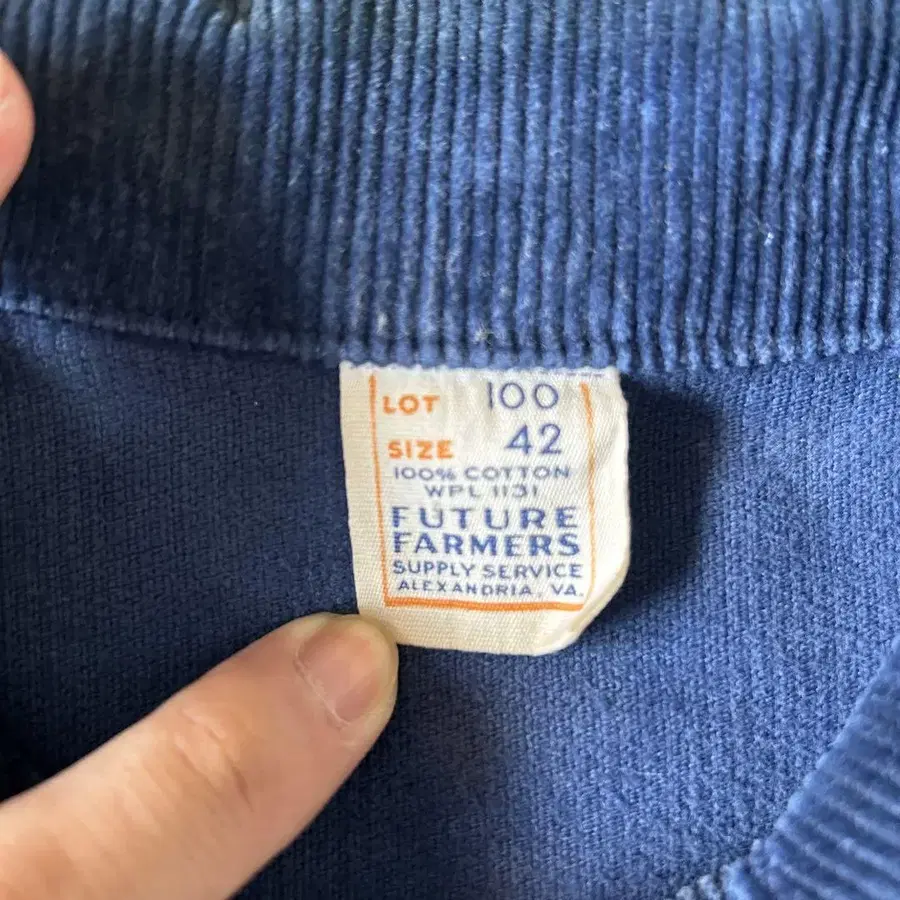 LOT 100
SIZE 42
100% COTTON
WPL 1131
FUTURE
FARMERS
SUPPLY SERVICE
ALEXANDRIA, VA.